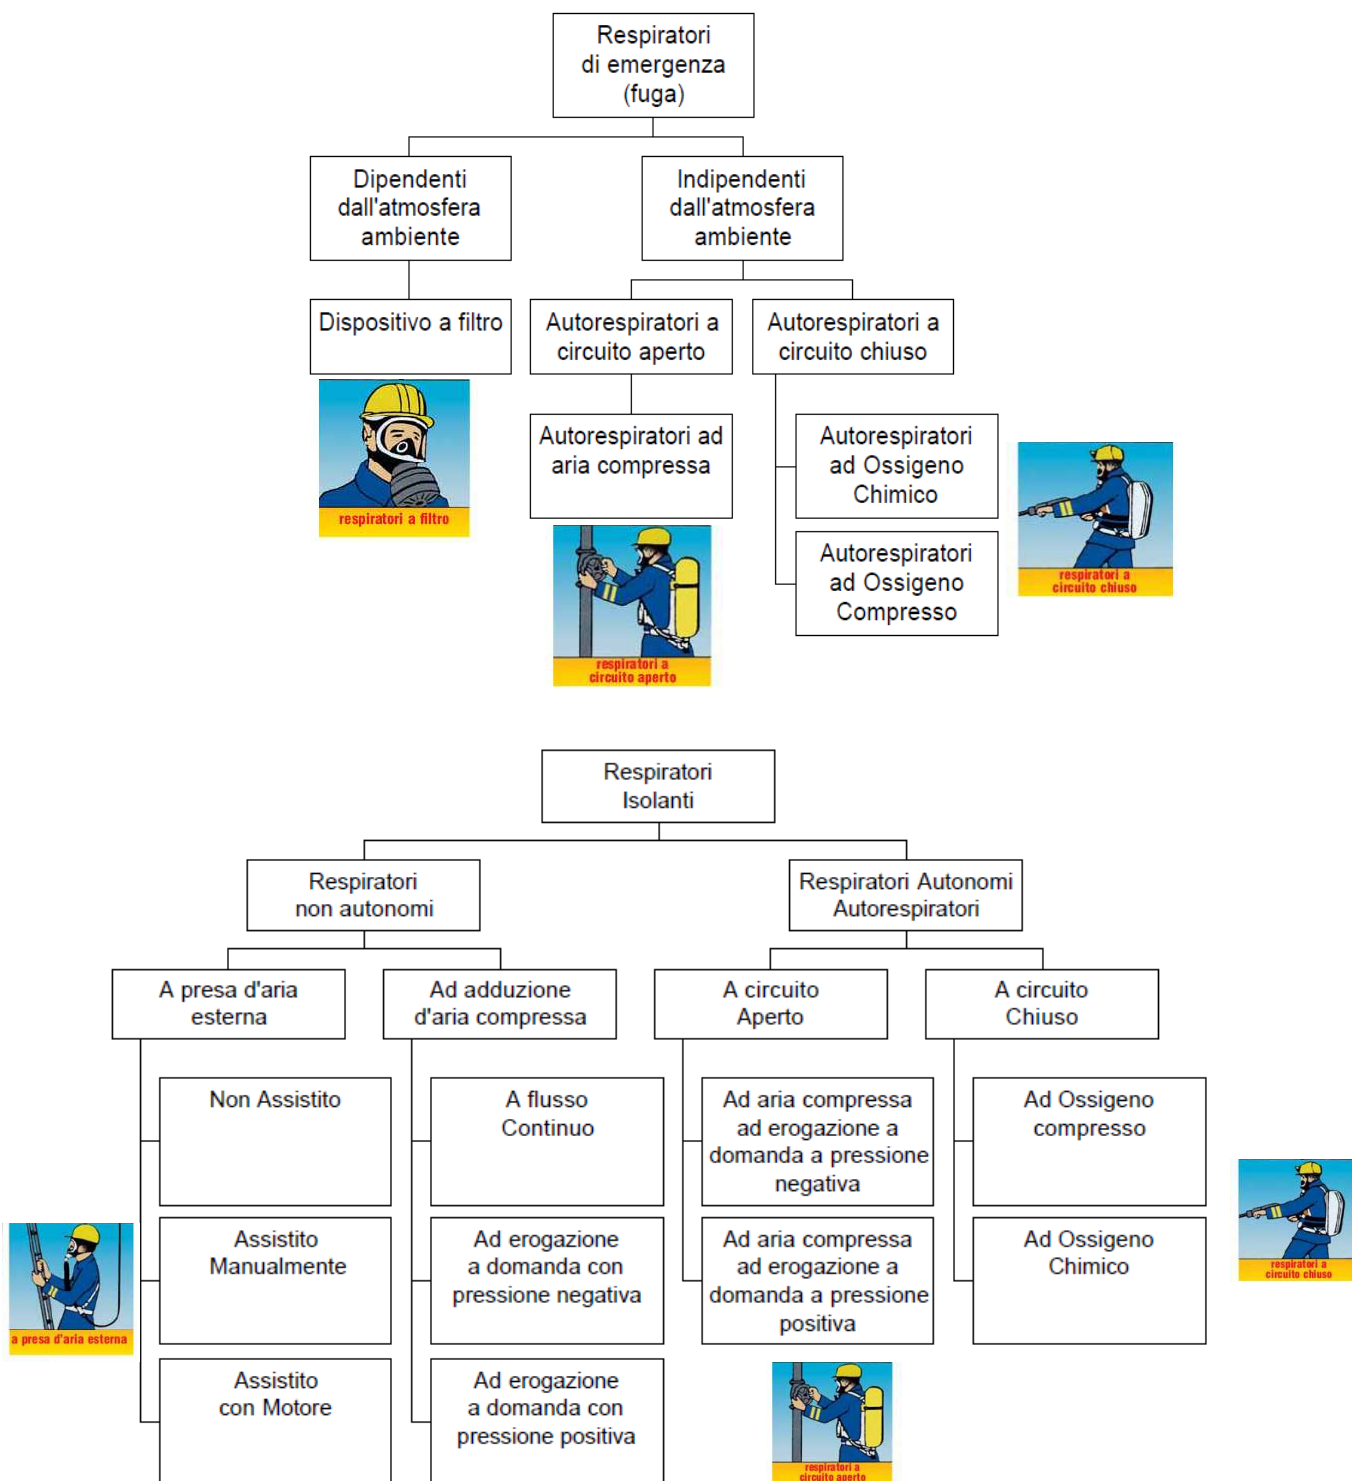 Respiratori
di emergenza
(fuga)
Dipendenti
dall'atmosfera
ambiente
Indipendenti
dall'atmosfera
ambiente
Dispositivo a filtro
Autorespiratori a
circuito aperto
Autorespiratori a
circuito chiuso
respiratori a filtro
Autorespiratori ad
aria compressa
Autorespiratori
ad Ossigeno
Chimico
Autorespiratori
ad Ossigeno
Compresso
respiratori a
circuito chiuso
respiratori a
circuito aperto
Respiratori
Isolanti
Respiratori
non autonomi
Respiratori Autonomi
Autorespiratori
A presa d'aria
esterna
Ad adduzione
d'aria compressa
A circuito
Aperto
A circuito
Chiuso
Non Assistito
A flusso
Continuo
Ad aria compressa
ad erogazione a
domanda a pressione
negativa
Ad Ossigeno
compresso
Assistito
Manualmente
Ad erogazione
a domanda con
pressione negativa
Ad aria compressa
ad erogazione a
domanda a pressione
positiva
Ad Ossigeno
Chimico
respiratori a
circuito chiuso
a presa d'aria esterna
Assistito
con Motore
Ad erogazione
a domanda con
pressione positiva
respiratori a
circuito aperto